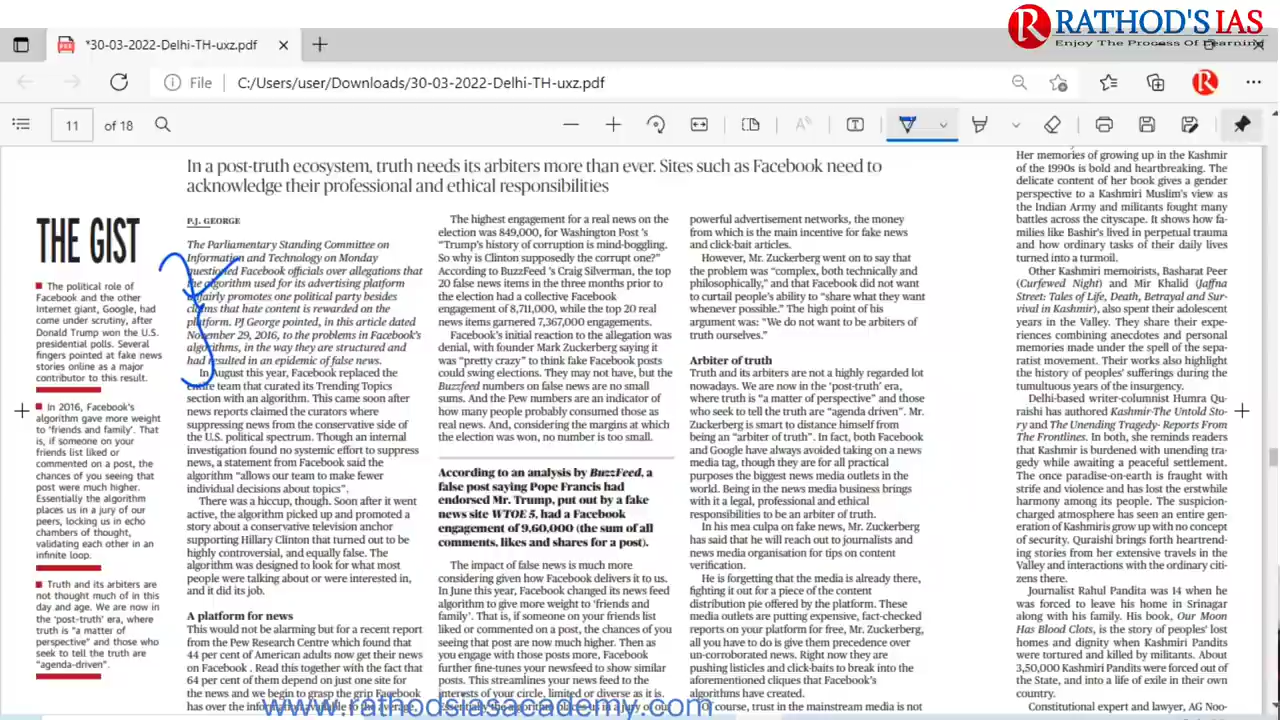 RATHOD'S IAS
Enjoy The Process Of Learning
*30-03-2022-Delhi-TH-uxz.pdf
File
C:/Users/user/Downloads/30-03-2022-Delhi-TH-uxz.pdf
11 of 18
In a post-truth ecosystem, truth needs its arbiters more than ever. Sites such as Facebook need to
acknowledge their professional and ethical responsibilities
THE GIST
The political role of
Facebook and the other
Internet giant, Google, had
come under scrutiny, after
Donald Trump won the U.S.
presidential polls. Several
fingers pointed at fake news
stories online as a major
contributor to this result.
In 2016, Facebook's
algorithm gave more weight
to 'friends and family'. That
is, if someone on your
friends list liked or
commented on a post, the
chances of you seeing that
post were much higher.
Essentially the algorithm
places us in a jury of our
peers, locking us in echo
chambers of thought,
validating each other in an
infinite loop.
Truth and its arbiters are
not thought much of in this
day and age. We are now in
the 'post-truth' era, where
truth is "a matter of
perspective" and those who
seek to tell the truth are
"agenda-driven".
P.J. GEORGE
The Parliamentary Standing Committee on
Information and Technology on Monday
questioned Facebook officials over allegations that
the algorithm used for its advertising platform
unfairly promotes one political party besides
claims that hate content is rewarded on the
platform. PJ George pointed, in this article dated
November 29, 2016, to the problems in Facebook's
algorithms, in the way they are structured and
had resulted in an epidemic of false news.
In August this year, Facebook replaced the
entire team that curated its Trending Topics
section with an algorithm. This came soon after
news reports claimed the curators where
suppressing news from the conservative side of
the U.S. political spectrum. Though an internal
investigation found no systemic effort to suppress
news, a statement from Facebook said the
algorithm "allows our team to make fewer
individual decisions about topics".
There was a hiccup, though. Soon after it went
active, the algorithm picked up and promoted a
story about a conservative television anchor
supporting Hillary Clinton that turned out to be
highly controversial, and equally false. The
algorithm was designed to look for what most
people were talking about or were interested in,
and it did its job.
A platform for news
This would not be alarming but for a recent report
from the Pew Research Centre which found that
44 per cent of American adults now get their news
on Facebook . Read this together with the fact that
64 per cent of them depend on just one site for
the news and we begin to grasp the grip Facebook
has over the information available to the average,
The highest engagement for a real news on the
election was 849,000, for Washington Post 's
"Trump's history of corruption is mind-boggling.
So why is Clinton supposedly the corrupt one?"
According to BuzzFeed 's Craig Silverman, the top
20 false news items in the three months prior to
the election had a collective Facebook
engagement of 8,711,000, while the top 20 real
news items garnered 7,367,000 engagements.
Facebook's initial reaction to the allegation was
denial, with founder Mark Zuckerberg saying it
was "pretty crazy" to think fake Facebook posts
could swing elections. They may not have, but the
Buzzfeed numbers on false news are no small
sums. And the Pew numbers are an indicator of
how many people probably consumed those as
real news. And, considering the margins at which
the election was won, no number is too small.
According to an analysis by BuzzFeed, a
false post saying Pope Francis had
endorsed Mr. Trump, put out by a fake
news site WTOE 5, had a Facebook
engagement of 9,60,000 (the sum of all
comments, likes and shares for a post).
The impact of false news is much more
considering given how Facebook delivers it to us.
In June this year, Facebook changed its news feed
algorithm to give more weight to 'friends and
family'. That is, if someone on your friends list
liked or commented on a post, the chances of you
seeing that post are now much higher. Then as
you engage with those posts more, Facebook
further fine-tunes your newsfeed to show similar
posts. This streamlines your news feed to the
interests of your circle, limited or diverse as it is.
Essentially the algorithm places us in a jury of our
powerful advertisement networks, the money
from which is the main incentive for fake news
and click-bait articles.
However, Mr. Zuckerberg went on to say that
the problem was "complex, both technically and
philosophically," and that Facebook did not want
to curtail people's ability to "share what they want
whenever possible." The high point of his
argument was: "We do not want to be arbiters of
truth ourselves."
Arbiter of truth
Truth and its arbiters are not a highly regarded lot
nowadays. We are now in the 'post-truth' era,
where truth is "a matter of perspective" and those
who seek to tell the truth are "agenda driven". Mr.
Zuckerberg is smart to distance himself from
being an "arbiter of truth". In fact, both Facebook
and Google have always avoided taking on a news
media tag, though they are for all practical
purposes the biggest news media outlets in the
world. Being in the news media business brings
with it a legal, professional and ethical
responsibilities to be an arbiter of truth.
In his mea culpa on fake news, Mr. Zuckerberg
has said that he will reach out to journalists and
news media organisation for tips on content
verification.
He is forgetting that the media is already there,
fighting it out for a piece of the content
distribution pie offered by the platform. These
media outlets are putting expensive, fact-checked
reports on your platform for free, Mr. Zuckerberg,
all you have to do is give them precedence over
un-corroborated news. Right now they are
pushing listicles and click-baits to break into the
aforementioned cliques that Facebook's
algorithms have created.
Of course, trust in the mainstream media is not
Her memories of growing up in the Kashmir
of the 1990s is bold and heartbreaking. The
delicate content of her book gives a gender
perspective to a Kashmiri Muslim's view as
the Indian Army and militants fought many
battles across the cityscape. It shows how fa-
milies like Bashir's lived in perpetual trauma
and how ordinary tasks of their daily lives
turned into a turmoil.
Other Kashmiri memoirists, Basharat Peer
(Curfewed Night) and Mir Khalid (Jaffna
Street: Tales of Life, Death, Betrayal and Sur-
vival in Kashmir), also spent their adolescent
years in the Valley. They share their expe-
riences combining anecdotes and personal
memories made under the spell of the sepa-
ratist movement. Their works also highlight
the history of peoples' sufferings during the
tumultuous years of the insurgency.
Delhi-based writer-columnist Humra Qu-
raishi has authored Kashmir-The Untold Sto-
ry and The Unending Tragedy- Reports From
The Frontlines. In both, she reminds readers
that Kashmir is burdened with unending tra-
gedy while awaiting a peaceful settlement.
The once paradise-on-earth is fraught with
strife and violence and has lost the erstwhile
harmony among its people. The suspicion-
charged atmosphere has seen an entire gen-
eration of Kashmiris grow up with no concept
of security. Quraishi brings forth heartrend-
ing stories from her extensive travels in the
Valley and interactions with the ordinary citi-
zens there.
Journalist Rahul Pandita was 14 when he
was forced to leave his home in Srinagar
along with his family. His book, Our Moon
Has Blood Clots, is the story of peoples' lost
homes and dignity when Kashmiri Pandits
were tortured and killed by militants. About
3,50,000 Kashmiri Pandits were forced out of
the State, and into a life of exile in their own
country.
Constitutional expert and lawyer, AG Noo-
www.rathodsiasacademy.com